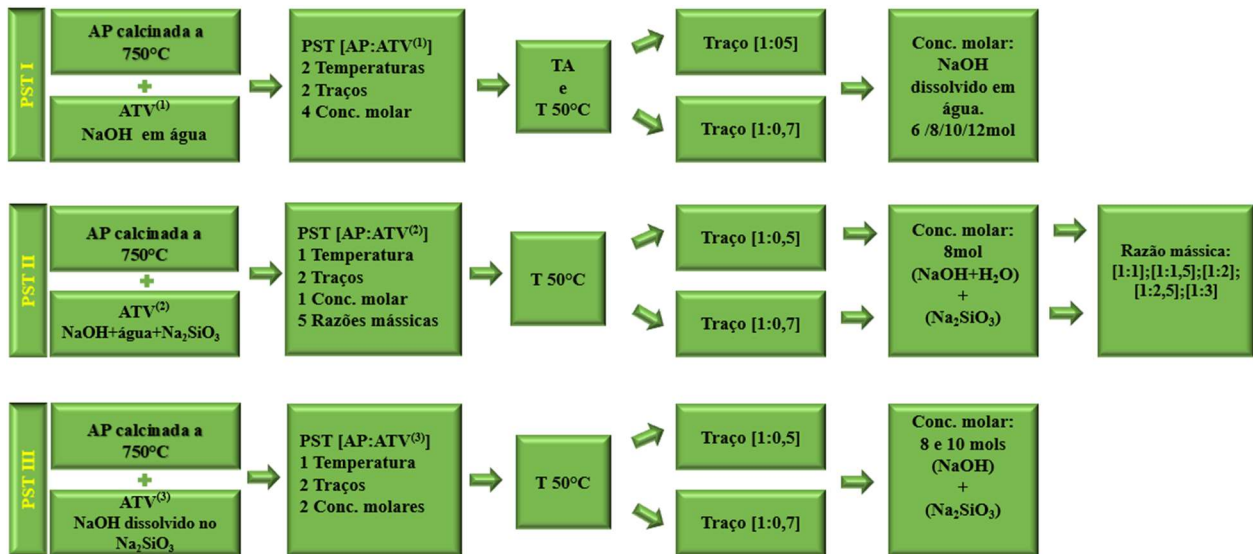 PST I
AP calcinada a
750°C
+
ATV(1)
NaOH em água
PST [AP:ATV(1)]
2 Temperaturas
2 Traços
4 Conc. molar
TA
e
T 50°C
Traço [1:05]
Traço [1:0,7]
Conc. molar:
NaOH
dissolvido em
água.
6 /8/10/12mol
PST II
AP calcinada a
750°C
+
ATV(2)
NaOH+água+Na2SiO3
PST [AP:ATV(2)]
1 Temperatura
2 Traços
1 Conc. molar
5 Razões mássicas
T 50°C
Traço [1:0,5]
Traço [1:0,7]
Conc. molar:
8mol
(NaOH+H2O)
+
(Na2SiO3)
Razão mássica:
[1:1];[1:1,5];[1:2];
[1:2,5];[1:3]
PST III
AP calcinada a
750°C
+
ATV(3)
NaOH dissolvido no
Na2SiO3
PST [AP:ATV(3)]
1 Temperatura
2 Traços
2 Conc. molares
T 50°C
Traço [1:0,5]
Traço [1:0,7]
Conc. molar:
8 e 10 mols
(NaOH)
+
(Na2SiO3)